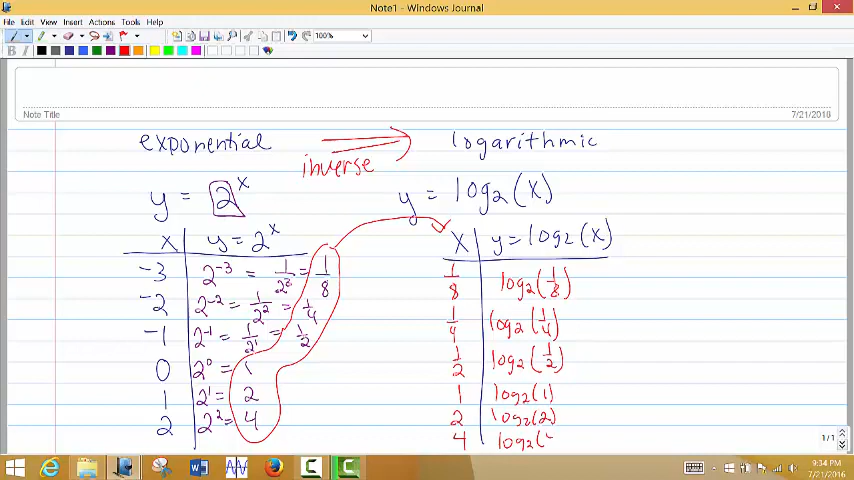 Note1 - Windows Journal
File Edit View Insert Actions Tools Help
100%
B I
Note Title
7/21/2016
exponential
inverse
logarithmic
y = 2^x
y = log₂(x)
x | y = 2^x
-3 | 2^-3 = 1/2^3 = 1/8
-2 | 2^-2 = 1/2^2 = 1/4
-1 | 2^-1 = 1/2^1 = 1/2
0 | 2^0 = 1
1 | 2^1 = 2
2 | 2^2 = 4
x | y = log₂(x)
1/8 | log₂(1/8)
1/4 | log₂(1/4)
1/2 | log₂(1/2)
1 | log₂(1)
2 | log₂(2)
4 | log₂(
1/1
9:34 PM
7/21/2016